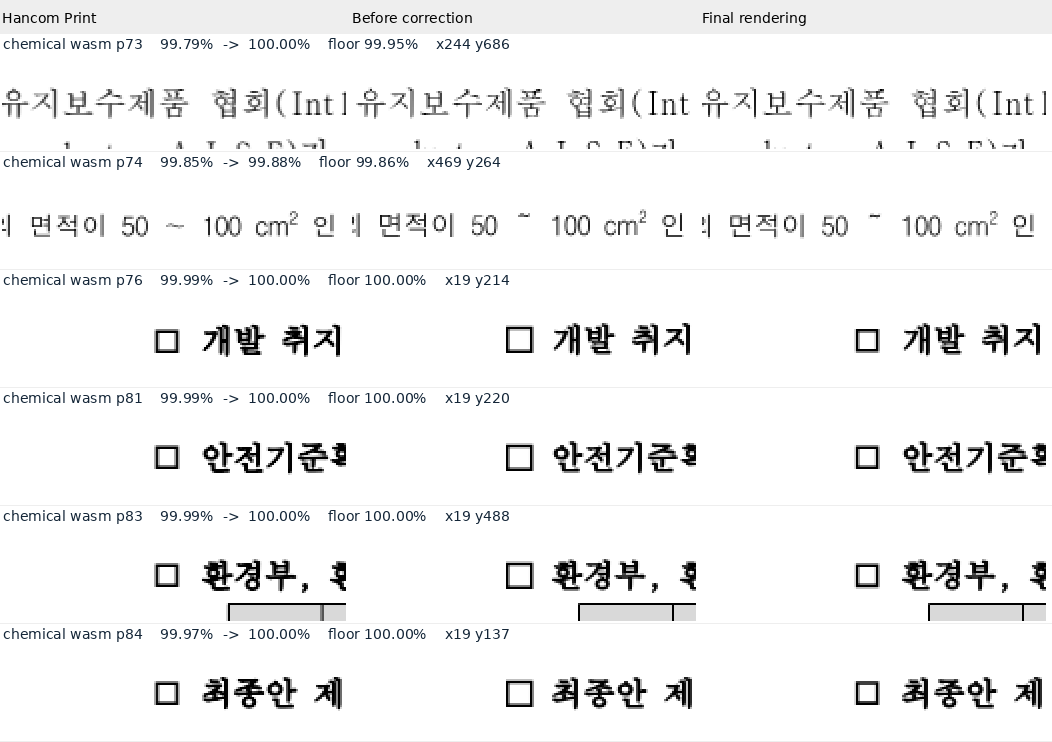 Hancom Print Before correction Final rendering
chemical wasm p73 99.79% -> 100.00% floor 99.95% x244 y686
유지보수제품 협회(Int 유지보수제품 협회(Int 유지보수제품 협회(Int
chemical wasm p74 99.85% -> 99.88% floor 99.86% x469 y264
면적이 50 ~ 100 cm² 인 면적이 50 ~ 100 cm² 인 면적이 50 ~ 100 cm² 인
chemical wasm p76 99.99% -> 100.00% floor 100.00% x19 y214
□ 개발 취지 □ 개발 취지 □ 개발 취지
chemical wasm p81 99.99% -> 100.00% floor 100.00% x19 y220
□ 안전기준 □ 안전기준 □ 안전기준
chemical wasm p83 99.99% -> 100.00% floor 100.00% x19 y488
□ 환경부, □ 환경부, □ 환경부,
chemical wasm p84 99.97% -> 100.00% floor 100.00% x19 y137
□ 최종안 제 □ 최종안 제 □ 최종안 제